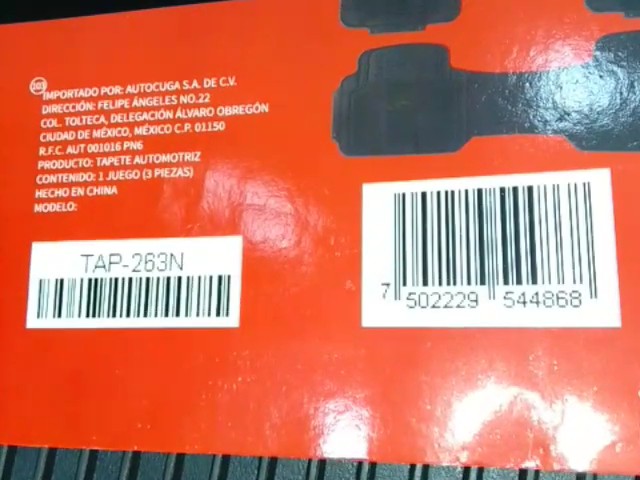 103
IMPORTADO POR: AUTOCUGA S.A. DE C.V.
DIRECCIÓN: FELIPE ÁNGELES NO.22
COL. TOLTECA, DELEGACIÓN ÁLVARO OBREGÓN
CIUDAD DE MÉXICO, MÉXICO C.P. 01150
R.F.C. AUT 001016 PN6
PRODUCTO: TAPETE AUTOMOTRIZ
CONTENIDO: 1 JUEGO (3 PIEZAS)
HECHO EN CHINA
MODELO:
TAP-263N
7 502229 544868